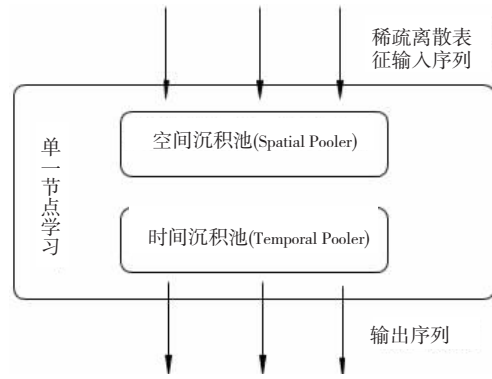 稀疏离散表
征输入序列
单一节点学习
空间沉积池(Spatial Pooler)
时间沉积池(Temporal Pooler)
输出序列